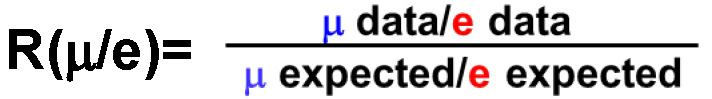 R(μ/e)=
μ data/e data
μ expected/e expected